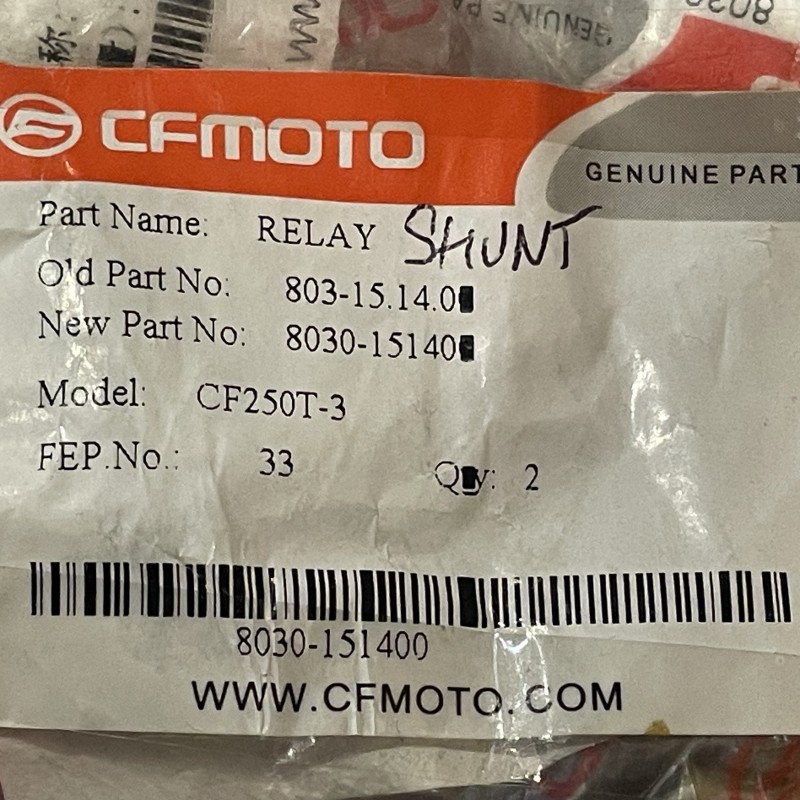 CFMOTO
GENUINE PART
Part Name: RELAY SHUNT
Old Part No: 803-15.14.0
New Part No: 8030-15140
Model: CF250T-3
FEP.No.: 33 Qty: 2
8030-151400
WWW.CFMOTO.COM